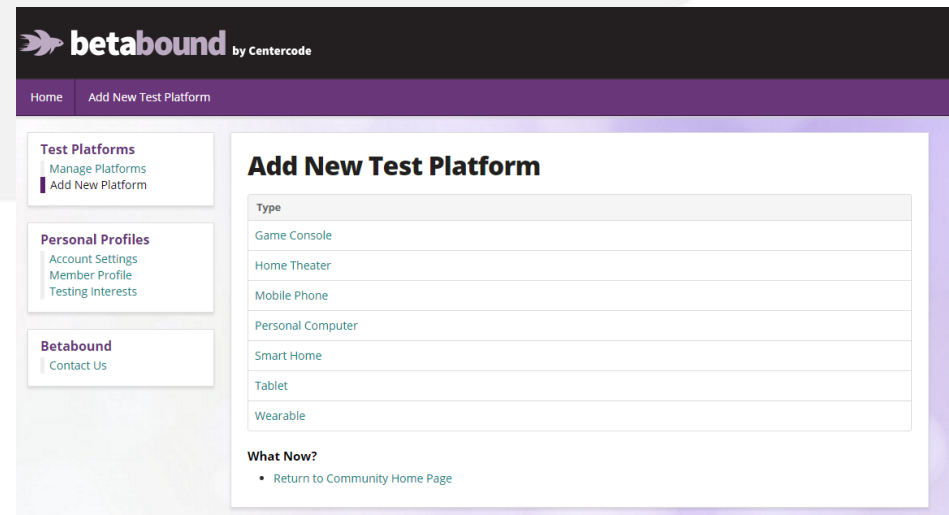 betabound by Centercode
Home Add New Test Platform
Test Platforms
Manage Platforms
Add New Platform
Personal Profiles
Account Settings
Member Profile
Testing Interests
Betabound
Contact Us
Add New Test Platform
Type
Game Console
Home Theater
Mobile Phone
Personal Computer
Smart Home
Tablet
Wearable
What Now?
• Return to Community Home Page